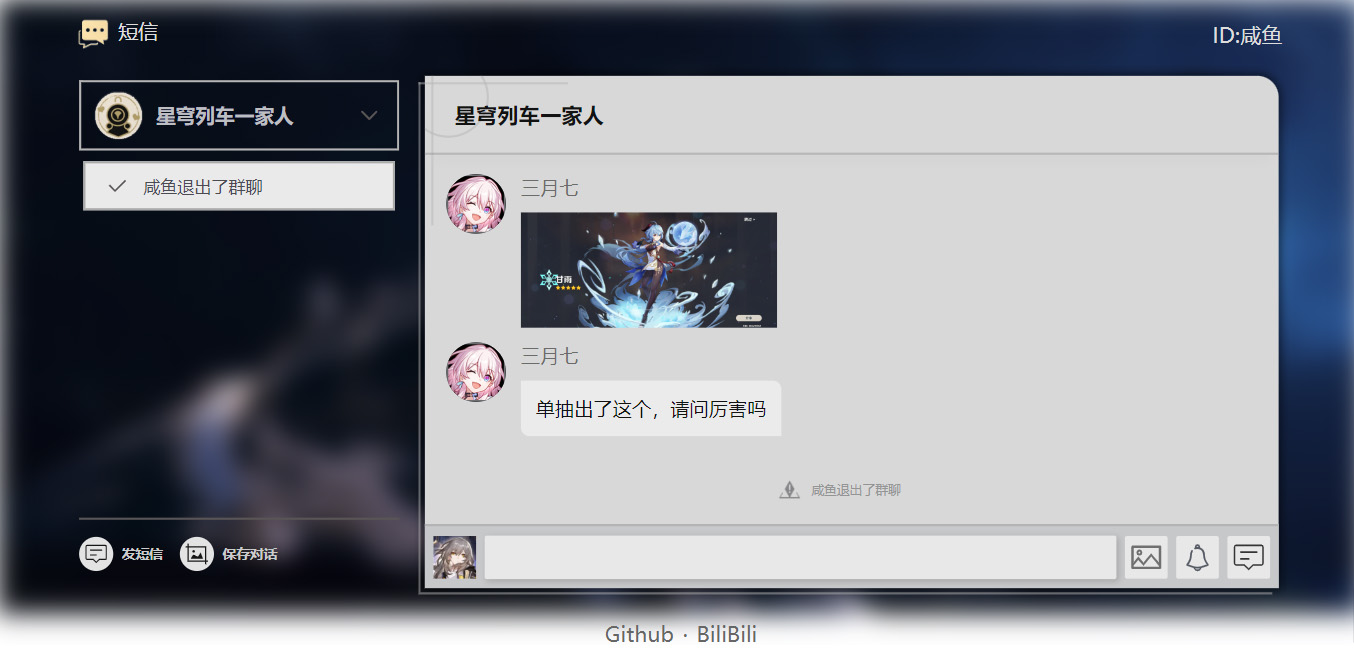 短信
ID:咸鱼
星穹列车一家人
咸鱼退出了群聊
发短信
保存对话
星穹列车一家人
三月七
甘雨
三月七
单抽出了这个，请问厉害吗
咸鱼退出了群聊
Github · BiliBili